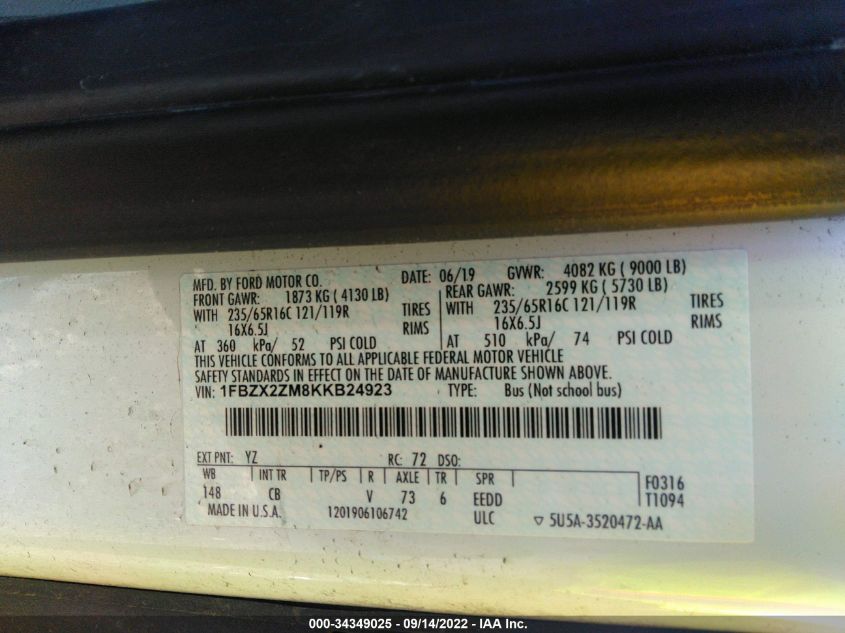 MFD. BY FORD MOTOR CO. DATE: 06/19 GVWR: 4082 KG ( 9000 LB)
FRONT GAWR: 1873 KG ( 4130 LB) REAR GAWR: 2599 KG ( 5730 LB)
WITH 235/65R16C 121/119R TIRES WITH 235/65R16C 121/119R TIRES
16X6.5J RIMS 16X6.5J RIMS
AT 360 kPa/ 52 PSI COLD AT 510 kPa/ 74 PSI COLD
THIS VEHICLE CONFORMS TO ALL APPLICABLE FEDERAL MOTOR VEHICLE
SAFETY STANDARDS IN EFFECT ON THE DATE OF MANUFACTURE SHOWN ABOVE.
VIN: 1FBZX2ZM8KKB24923 TYPE: Bus (Not school bus)
EXT PNT: YZ RC: 72 DSO:
WB INT TR TP/PS R AXLE TR SPR F0316
148 CB V 73 6 EEDD T1094
MADE IN U.S.A. 1201906106742 ULC ▽ 5U5A-3520472-AA
000-34349025 - 09/14/2022 - IAA Inc.